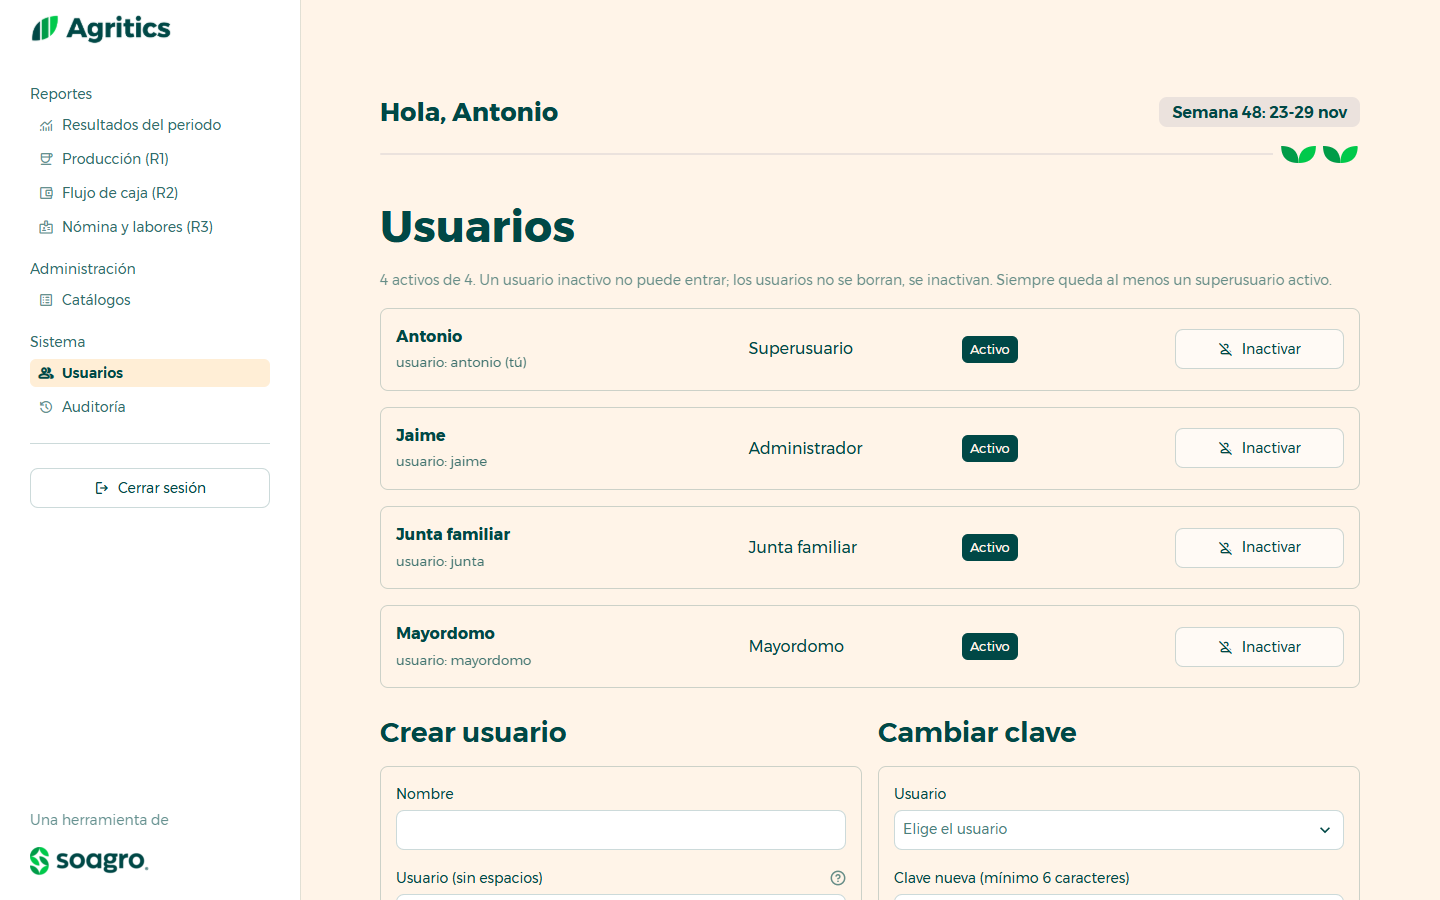 Agritics
Reportes
Resultados del periodo
Producción (R1)
Flujo de caja (R2)
Nómina y labores (R3)
Administración
Catálogos
Sistema
Usuarios
Auditoría
Cerrar sesión
Una herramienta de
soagro.
Hola, Antonio
Semana 48: 23-29 nov
Usuarios
4 activos de 4. Un usuario inactivo no puede entrar; los usuarios no se borran, se inactivan. Siempre queda al menos un superusuario activo.
Antonio
usuario: antonio (tú)
Superusuario
Activo
Inactivar
Jaime
usuario: jaime
Administrador
Activo
Inactivar
Junta familiar
usuario: junta
Junta familiar
Activo
Inactivar
Mayordomo
usuario: mayordomo
Mayordomo
Activo
Inactivar
Crear usuario
Nombre
Usuario (sin espacios)
Cambiar clave
Usuario
Elige el usuario
Clave nueva (mínimo 6 caracteres)